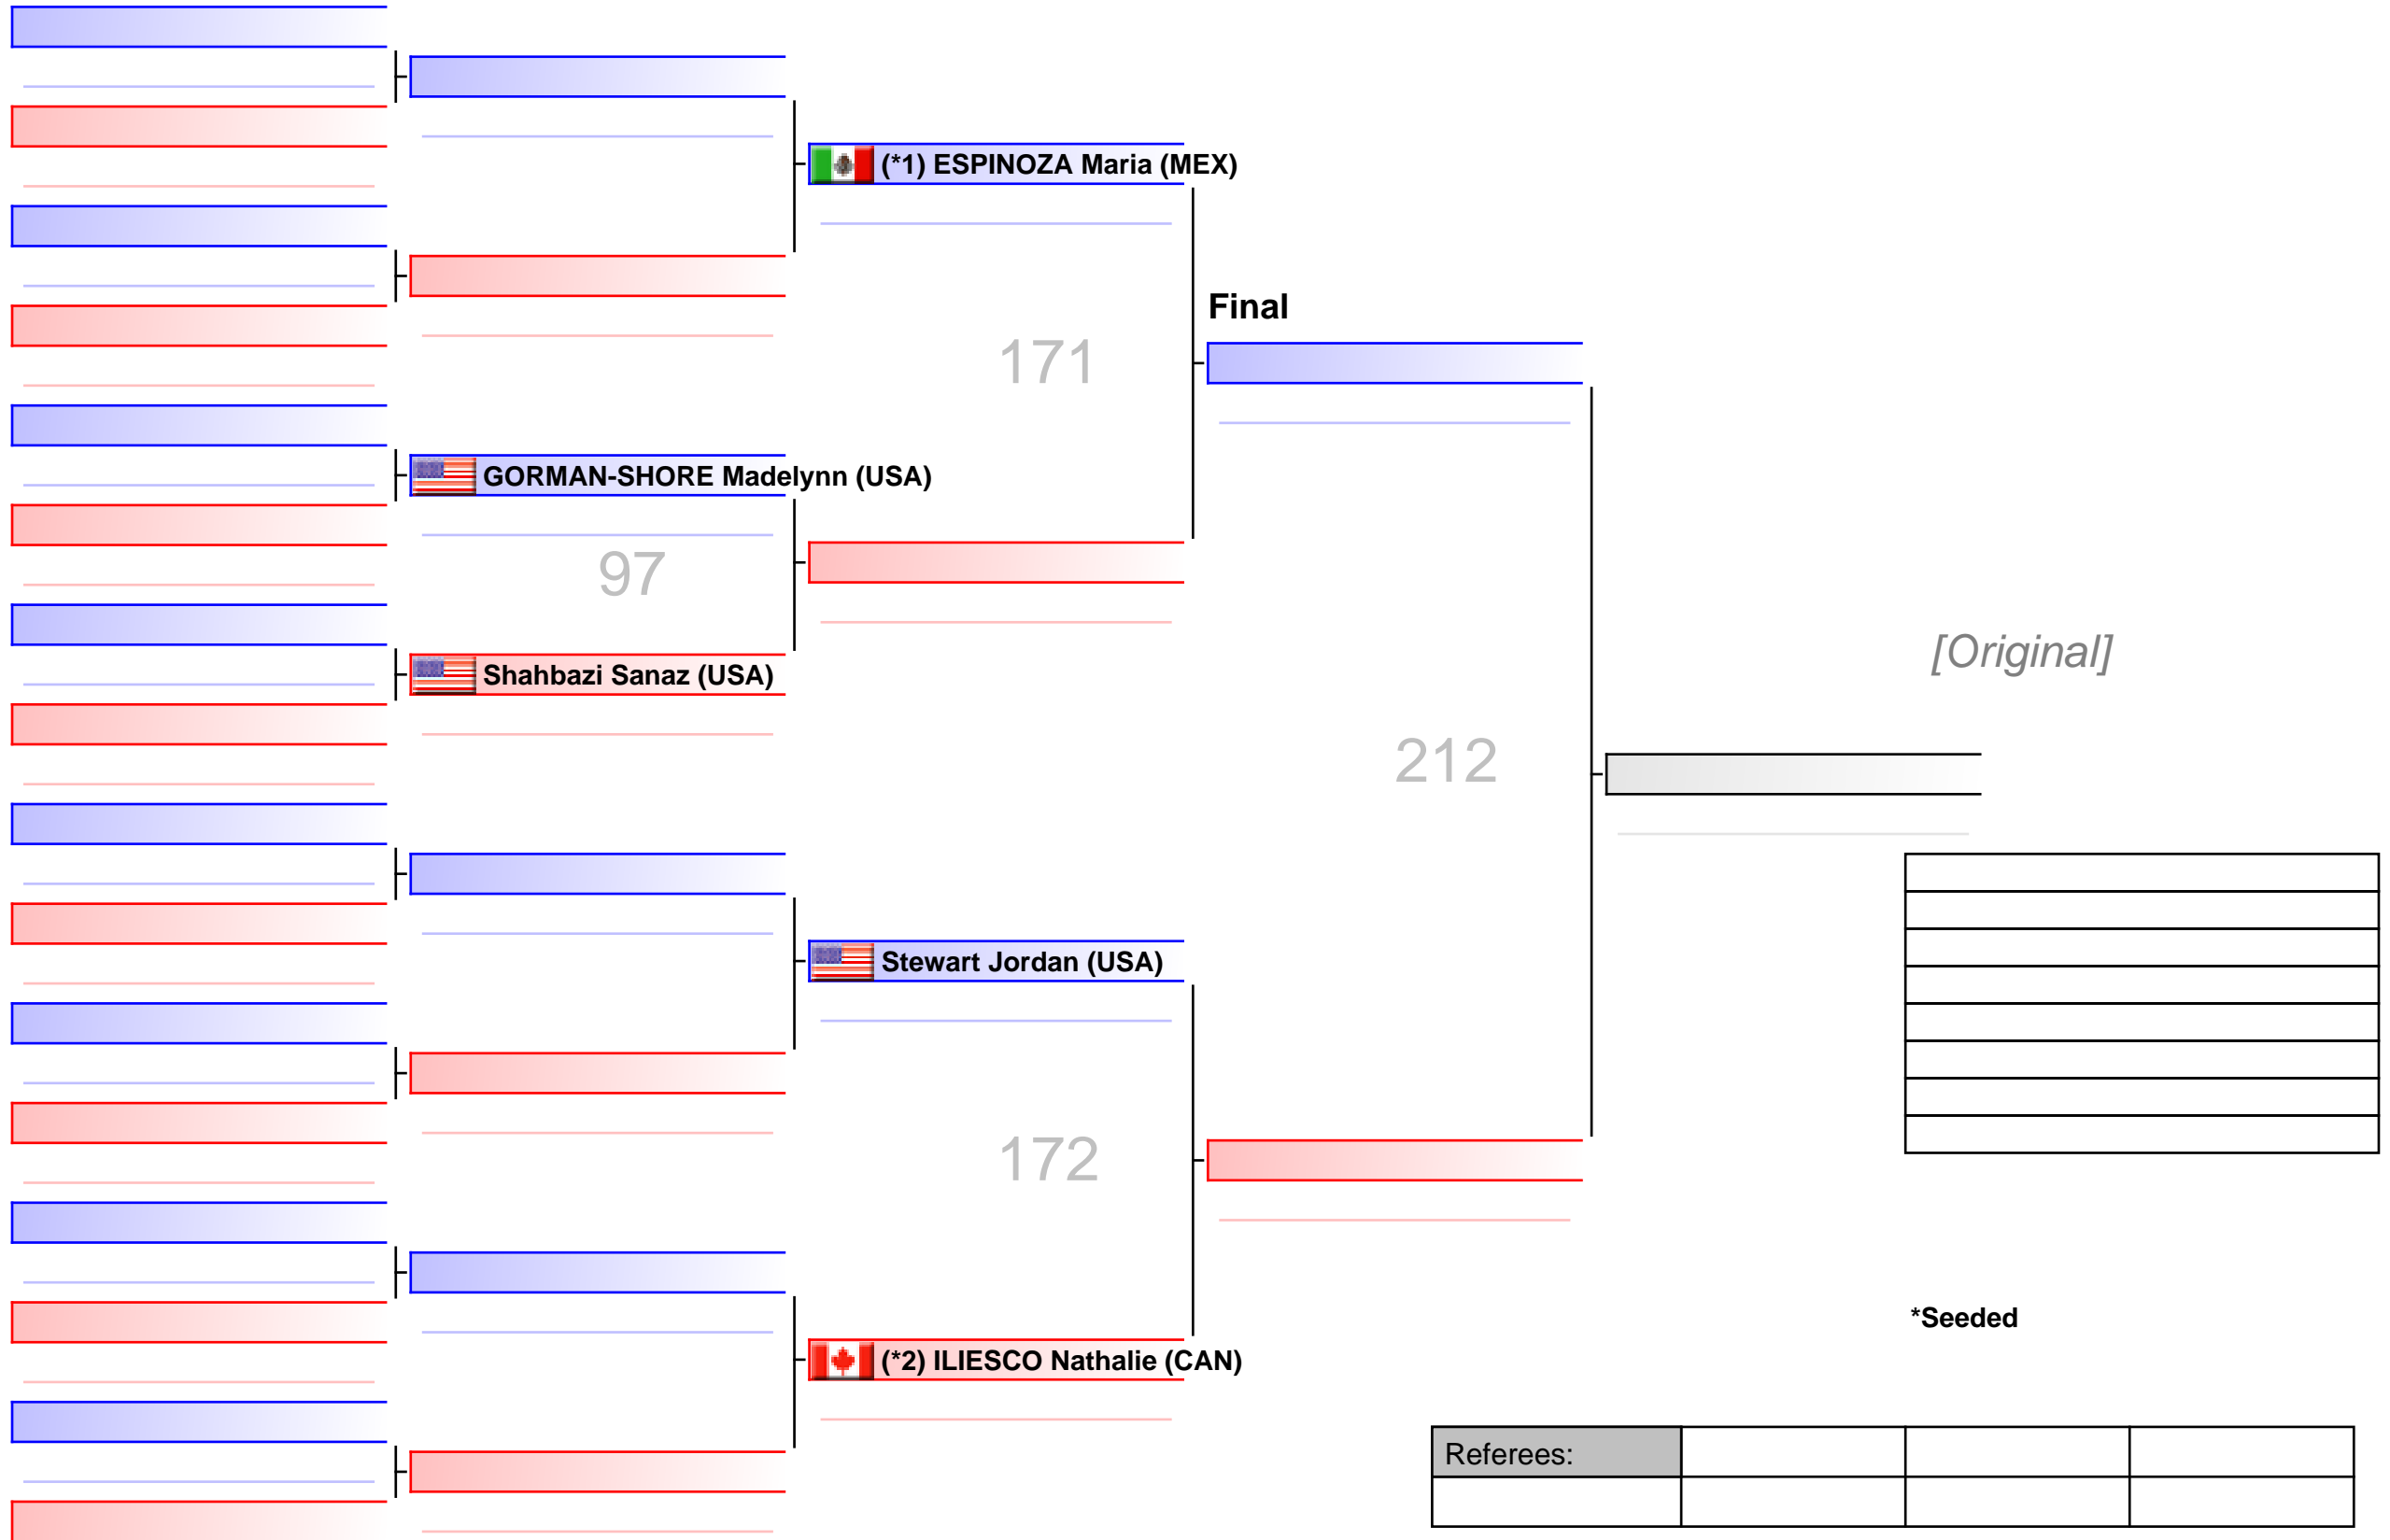 (*1) ESPINOZA Maria (MEX)
Final
171
GORMAN-SHORE Madelynn (USA)
97
[Original]
Shahbazi Sanaz (USA)
212
Stewart Jordan (USA)
172
*Seeded
(*2) ILIESCO Nathalie (CAN)
Referees: